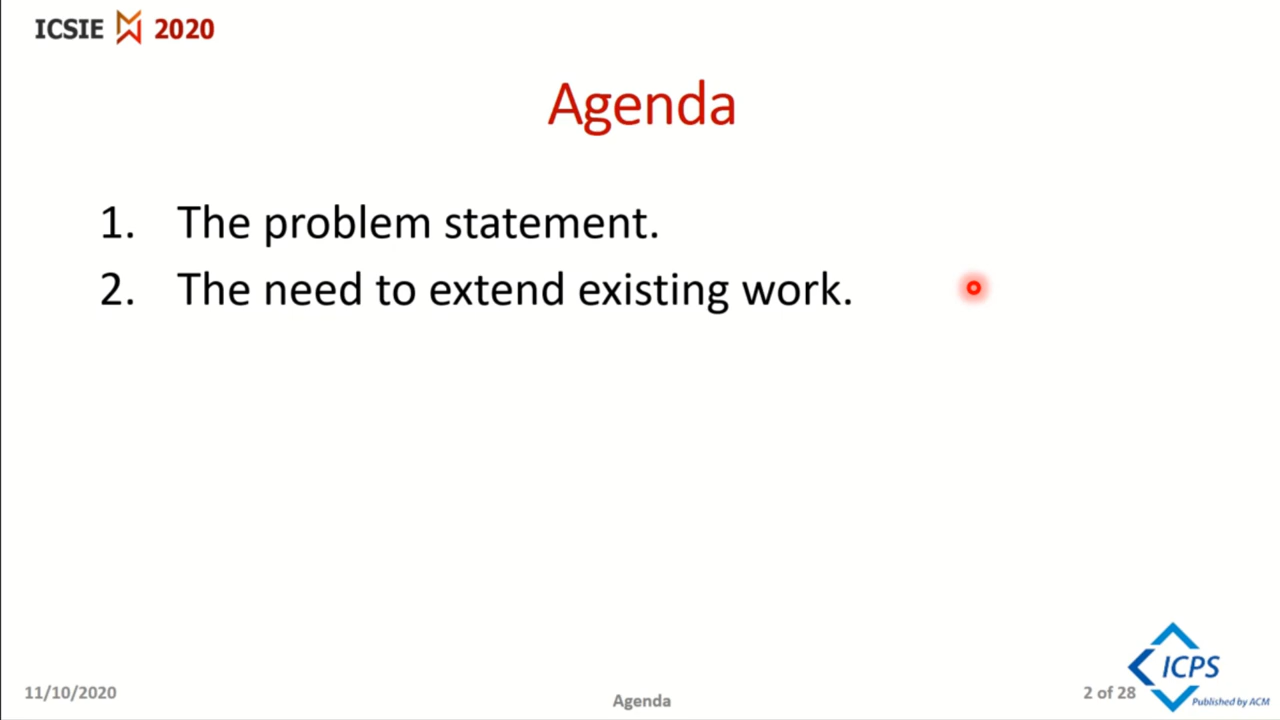 ICSIE 2020
Agenda
1. The problem statement.
2. The need to extend existing work.
11/10/2020
Agenda
2 of 28
ICPS
Published by ACM